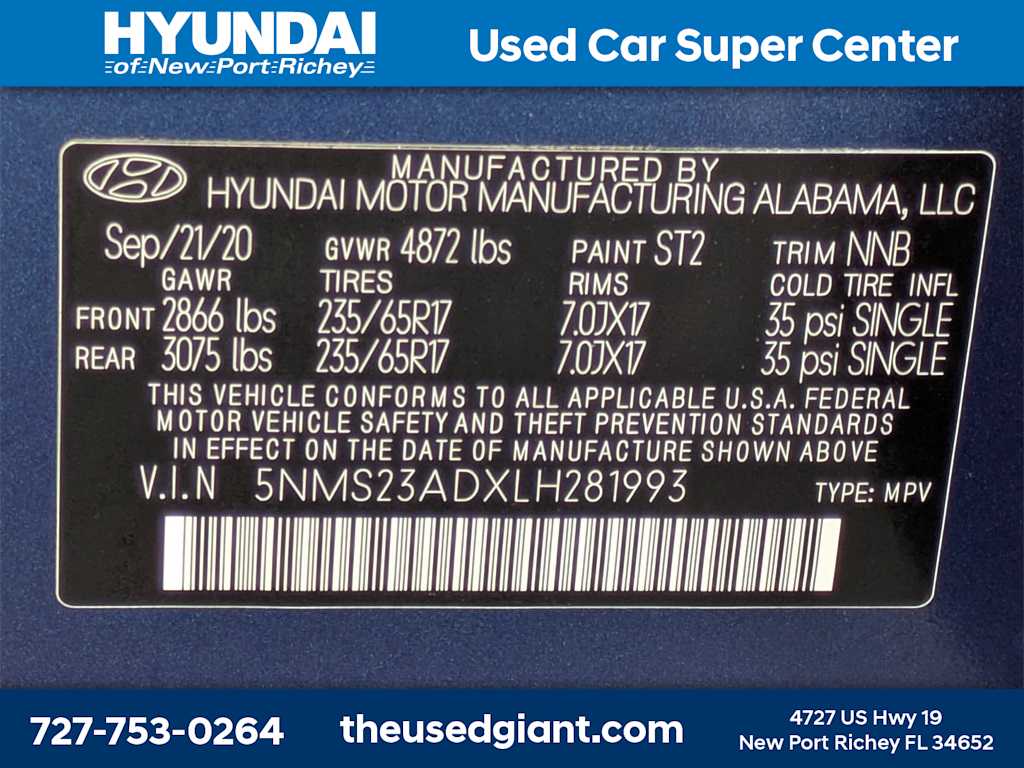 HYUNDAI
of New Port Richey
Used Car Super Center
MANUFACTURED BY
HYUNDAI MOTOR MANUFACTURING ALABAMA, LLC
Sep/21/20 GVWR 4872 lbs PAINT ST2 TRIM NNB
GAWR TIRES RIMS COLD TIRE INFL
FRONT 2866 lbs 235/65R17 7.0JX17 35 psi SINGLE
REAR 3075 lbs 235/65R17 7.0JX17 35 psi SINGLE
THIS VEHICLE CONFORMS TO ALL APPLICABLE U.S.A. FEDERAL
MOTOR VEHICLE SAFETY AND THEFT PREVENTION STANDARDS
IN EFFECT ON THE DATE OF MANUFACTURE SHOWN ABOVE
V.I.N 5NMS23ADXLH281993 TYPE: MPV
727-753-0264
theusedgiant.com
4727 US Hwy 19
New Port Richey FL 34652